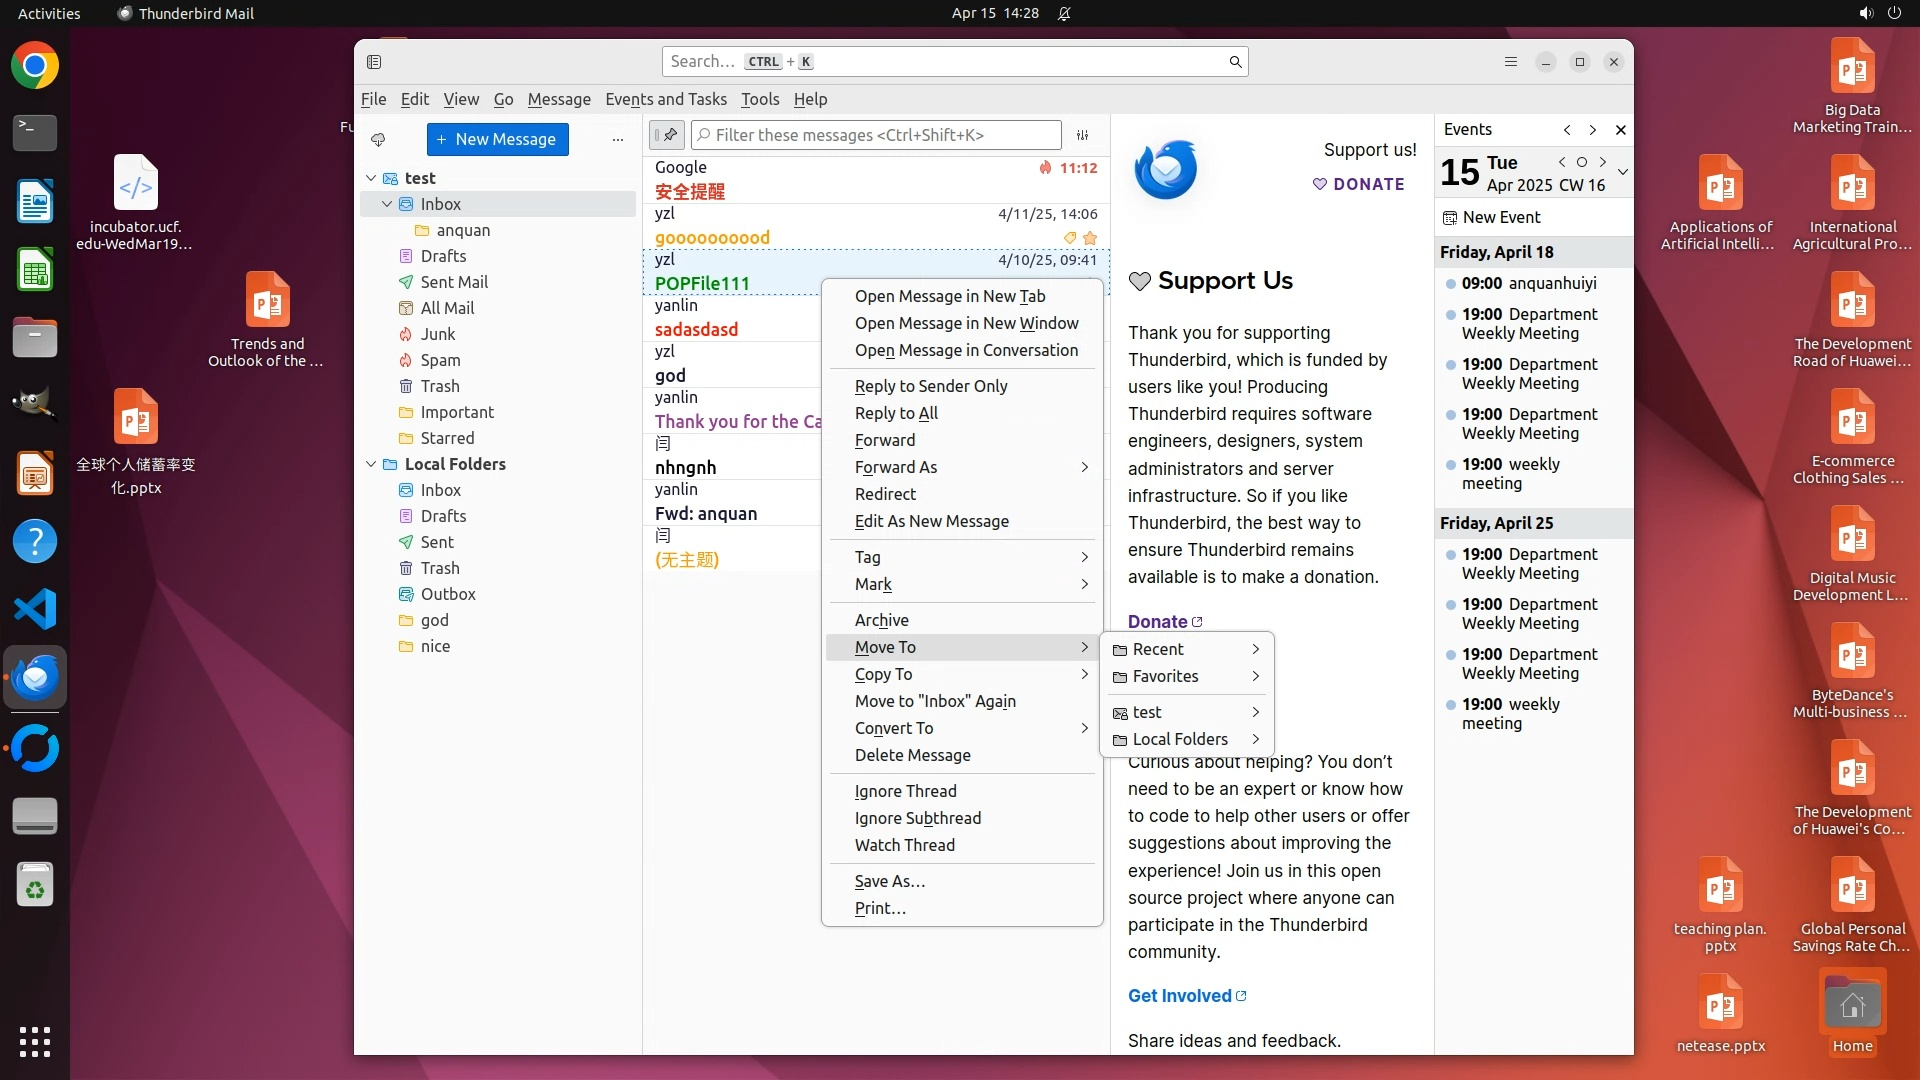 Activities
Thunderbird Mail
Apr 15 14:28
Search… CTRL + K
File Edit View Go Message Events and Tasks Tools Help
+ New Message
Filter these messages <Ctrl+Shift+K>
test
Inbox
anquan
Drafts
Sent Mail
All Mail
Junk
Spam
Trash
Important
Starred
Local Folders
Inbox
Drafts
Sent
Trash
Outbox
god
nice
Google 11:12
安全提醒
yzl 4/11/25, 14:06
goooooooood
yzl 4/10/25, 09:41
POPFile111
yanlin
sadasdasd
yzl
god
yanlin
Thank you for the Ca
闫
nhngnh
yanlin
Fwd: anquan
闫
(无主题)
Open Message in New Tab
Open Message in New Window
Open Message in Conversation
Reply to Sender Only
Reply to All
Forward
Forward As
Redirect
Edit As New Message
Tag
Mark
Archive
Move To
Copy To
Move to "Inbox" Again
Convert To
Delete Message
Ignore Thread
Ignore Subthread
Watch Thread
Save As…
Print…
Recent
Favorites
test
Local Folders
Support us!
DONATE
Support Us
Thank you for supporting
Thunderbird, which is funded by
users like you! Producing
Thunderbird requires software
engineers, designers, system
administrators and server
infrastructure. So if you like
Thunderbird, the best way to
ensure Thunderbird remains
available is to make a donation.
Donate
Curious about helping? You don’t
need to be an expert or know how
to code to help other users or offer
suggestions about improving the
experience! Join us in this open
source project where anyone can
participate in the Thunderbird
community.
Get Involved
Share ideas and feedback.
Events
15 Tue
Apr 2025 CW 16
New Event
Friday, April 18
09:00 anquanhuiyi
19:00 Department
Weekly Meeting
19:00 Department
Weekly Meeting
19:00 Department
Weekly Meeting
19:00 weekly
meeting
Friday, April 25
19:00 Department
Weekly Meeting
19:00 Department
Weekly Meeting
19:00 Department
Weekly Meeting
19:00 weekly
meeting
incubator.ucf.
edu-WedMar19...
Fu
Trends and
Outlook of the ...
全球个人储蓄率变
化.pptx
Big Data
Marketing Train...
Applications of
Artificial Intelli...
International
Agricultural Pro...
The Development
Road of Huawei...
E-commerce
Clothing Sales ...
Digital Music
Development L...
ByteDance's
Multi-business ...
The Development
of Huawei's Co...
teaching plan.
pptx
Global Personal
Savings Rate Ch...
netease.pptx
Home